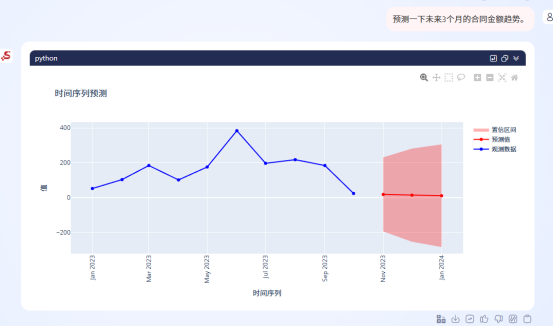 预测一下未来3个月的合同金额趋势。
python
时间序列预测
置信区间
预测值
观测数据
400
200
0
−200
值
Jan 2023
Mar 2023
May 2023
Jul 2023
Sep 2023
Nov 2023
Jan 2024
时间序列